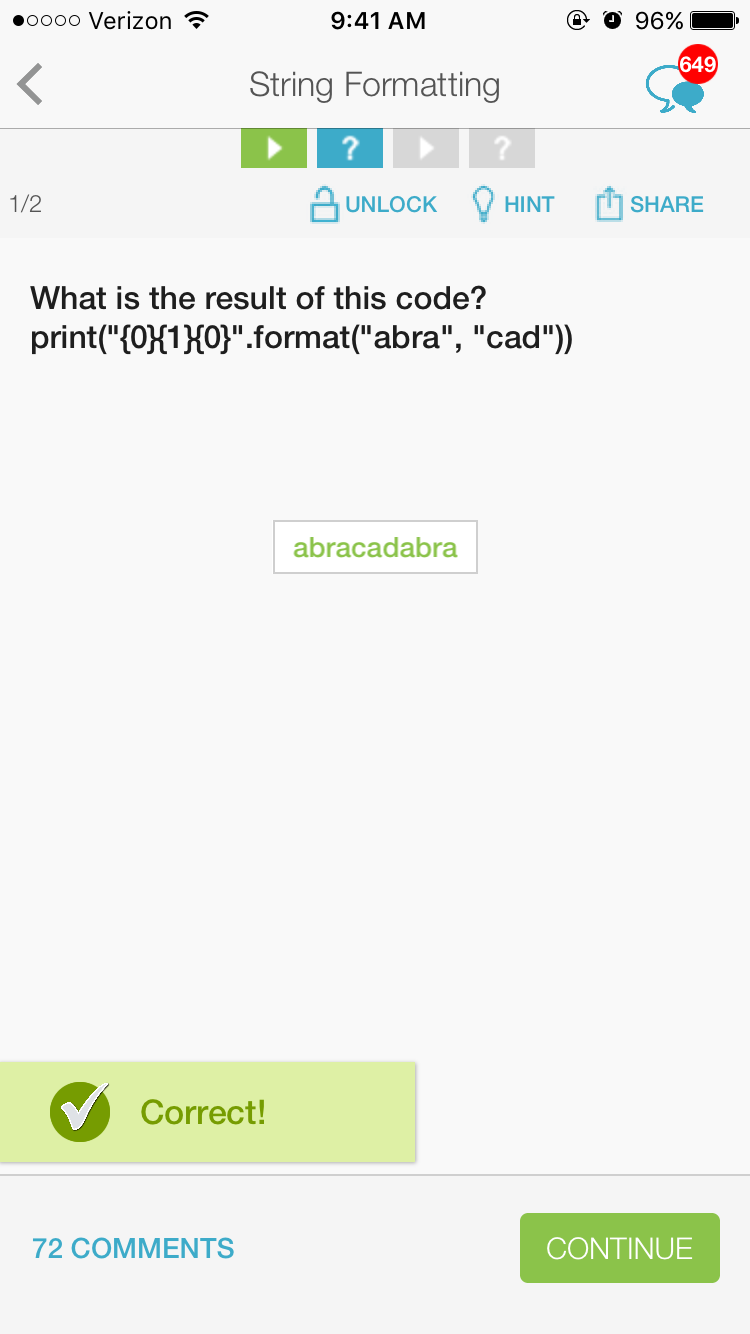 Verizon 9:41 AM 96%
String Formatting
649
? ?
1/2 UNLOCK HINT SHARE
What is the result of this code?
print("{0}{1}{0}".format("abra", "cad"))
abracadabra
Correct!
72 COMMENTS CONTINUE